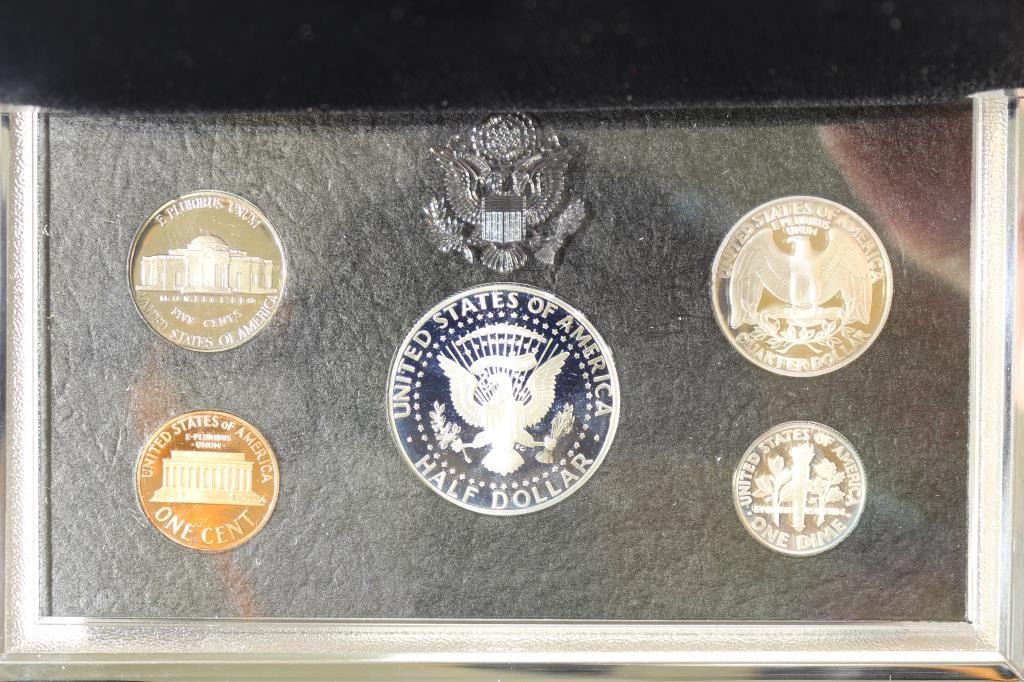 E PLURIBUS UNUM
MONTICELLO
FIVE CENTS
UNITED STATES OF AMERICA
UNITED STATES OF AMERICA
E PLURIBUS
UNUM
QUARTER DOLLAR
UNITED STATES OF AMERICA
HALF DOLLAR
UNITED STATES OF AMERICA
E·PLURIBUS
·UNUM·
ONE CENT
UNITED STATES OF AMERICA
ONE DIME